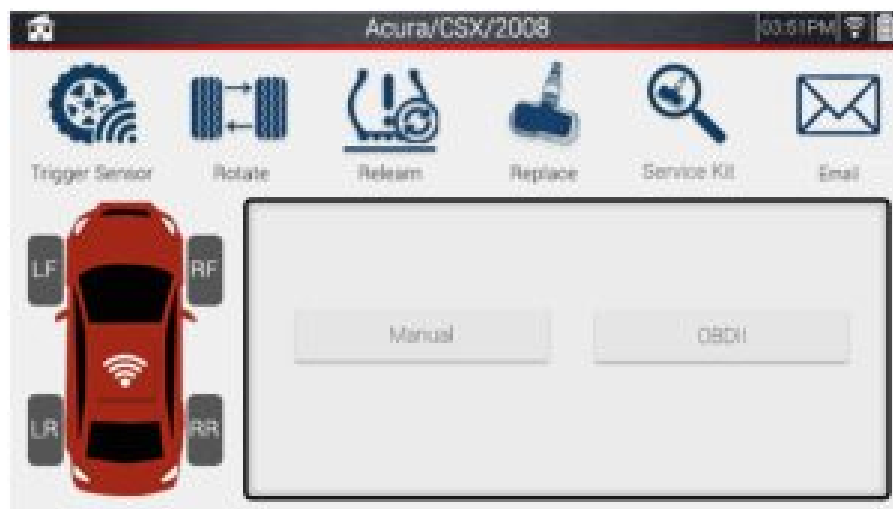 Acura/CSX/2008 03:51PM
Trigger Sensor Rotate Relearn Replace Service Kit Email
LF RF
Manual OBDII
LR RR